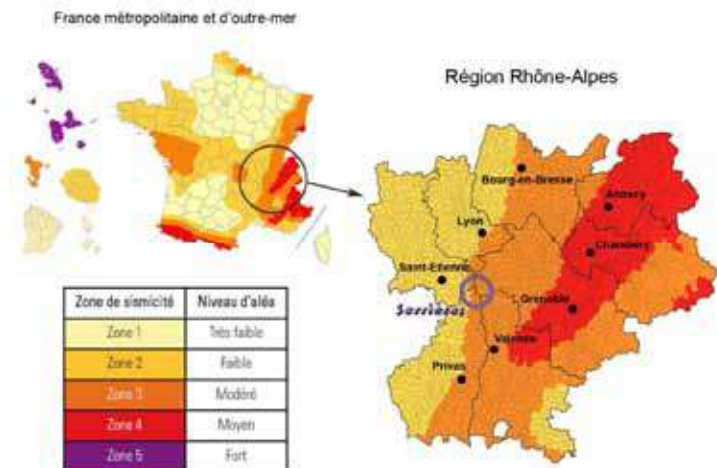 France métropolitaine et d'outre-mer
Région Rhône-Alpes
Bourg-en-Bresse
Annecy
Lyon
Chambéry
Saint-Etienne
Grenoble
Valence
Privas
Zone de sismicité Niveau d'aléa
Zone 1 Très faible
Zone 2 Faible
Zone 3 Modéré
Zone 4 Moyen
Zone 5 Fort